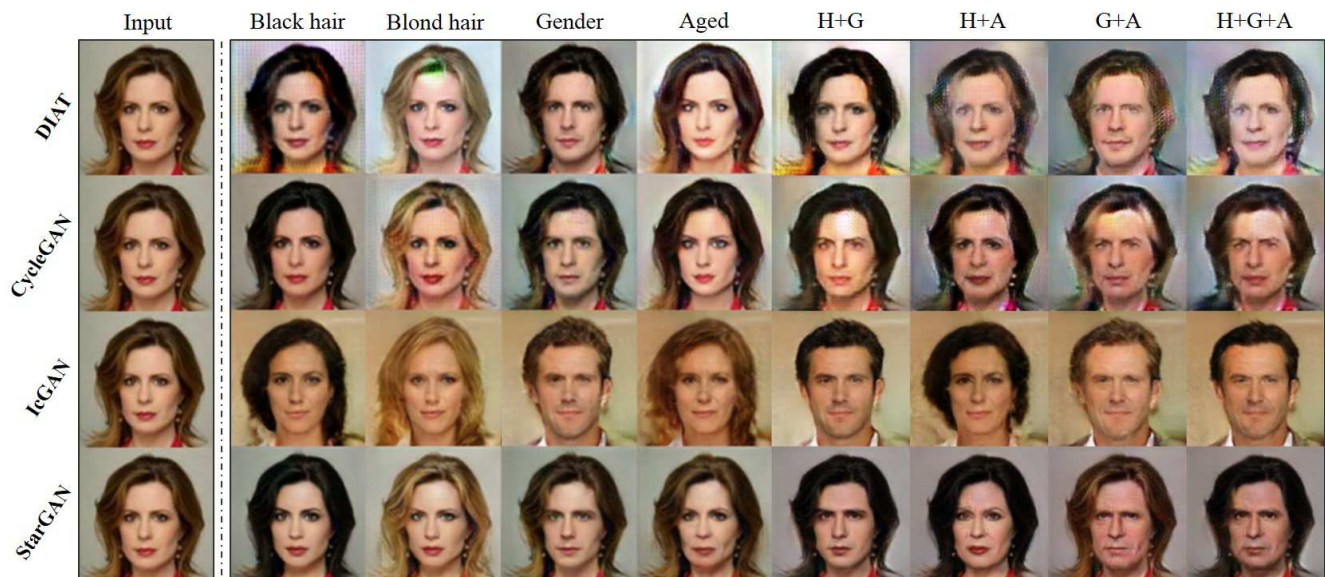 Input Black hair Blond hair Gender Aged H+G H+A G+A H+G+A
DIAT
CycleGAN
IcGAN
StarGAN